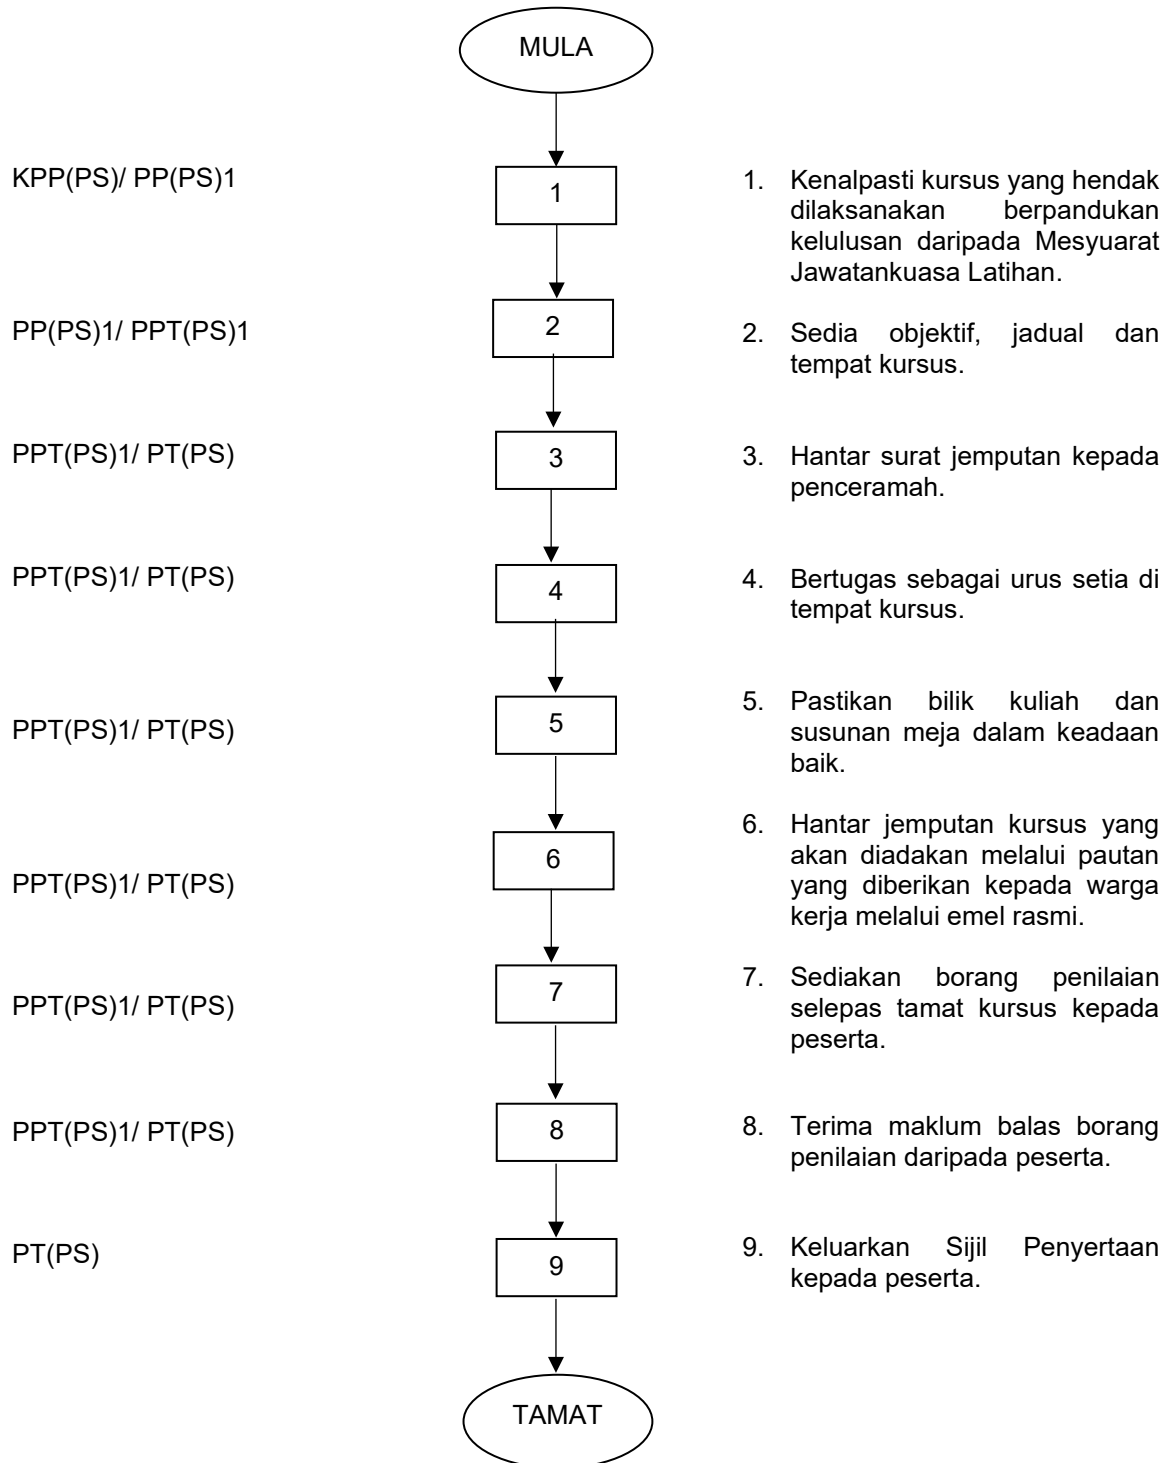 MULA
KPP(PS)/ PP(PS)1
1
1. Kenalpasti kursus yang hendak
dilaksanakan berpandukan
kelulusan daripada Mesyuarat
Jawatankuasa Latihan.
PP(PS)1/ PPT(PS)1
2
2. Sedia objektif, jadual dan
tempat kursus.
PPT(PS)1/ PT(PS)
3
3. Hantar surat jemputan kepada
penceramah.
PPT(PS)1/ PT(PS)
4
4. Bertugas sebagai urus setia di
tempat kursus.
PPT(PS)1/ PT(PS)
5
5. Pastikan bilik kuliah dan
susunan meja dalam keadaan
baik.
PPT(PS)1/ PT(PS)
6
6. Hantar jemputan kursus yang
akan diadakan melalui pautan
yang diberikan kepada warga
kerja melalui emel rasmi.
PPT(PS)1/ PT(PS)
7
7. Sediakan borang penilaian
selepas tamat kursus kepada
peserta.
PPT(PS)1/ PT(PS)
8
8. Terima maklum balas borang
penilaian daripada peserta.
PT(PS)
9
9. Keluarkan Sijil Penyertaan
kepada peserta.
TAMAT